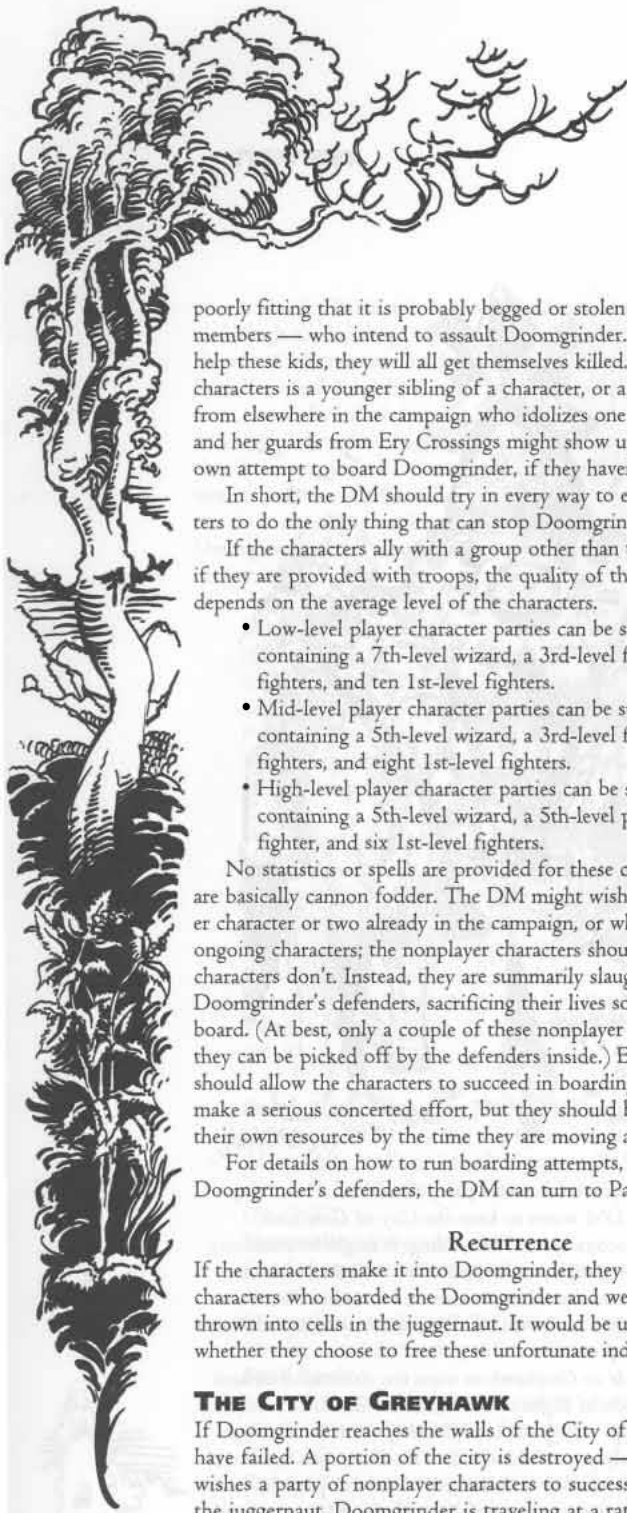 poorly fitting that it is probably begged or stolen
members — who intend to assault Doomgrinder.
help these kids, they will all get themselves killed.
characters is a younger sibling of a character, or a
from elsewhere in the campaign who idolizes one
and her guards from Ery Crossings might show u
own attempt to board Doomgrinder, if they haven
In short, the DM should try in every way to e
ters to do the only thing that can stop Doomgrin
If the characters ally with a group other than
if they are provided with troops, the quality of th
depends on the average level of the characters.
• Low-level player character parties can be s
containing a 7th-level wizard, a 3rd-level f
fighters, and ten 1st-level fighters.
• Mid-level player character parties can be s
containing a 5th-level wizard, a 3rd-level f
fighters, and eight 1st-level fighters.
• High-level player character parties can be s
containing a 5th-level wizard, a 5th-level p
fighter, and six 1st-level fighters.
No statistics or spells are provided for these c
are basically cannon fodder. The DM might wish
er character or two already in the campaign, or wh
ongoing characters; the nonplayer characters shou
characters don't. Instead, they are summarily slaug
Doomgrinder's defenders, sacrificing their lives so
board. (At best, only a couple of these nonplayer
they can be picked off by the defenders inside.) E
should allow the characters to succeed in boardin
make a serious concerted effort, but they should b
their own resources by the time they are moving a
For details on how to run boarding attempts,
Doomgrinder's defenders, the DM can turn to Pa
Recurrence
If the characters make it into Doomgrinder, they
characters who boarded the Doomgrinder and we
thrown into cells in the juggernaut. It would be u
whether they choose to free these unfortunate ind
THE CITY OF GREYHAWK
If Doomgrinder reaches the walls of the City of
have failed. A portion of the city is destroyed —
wishes a party of nonplayer characters to success
the juggernaut. Doomgrinder is traveling at a rat